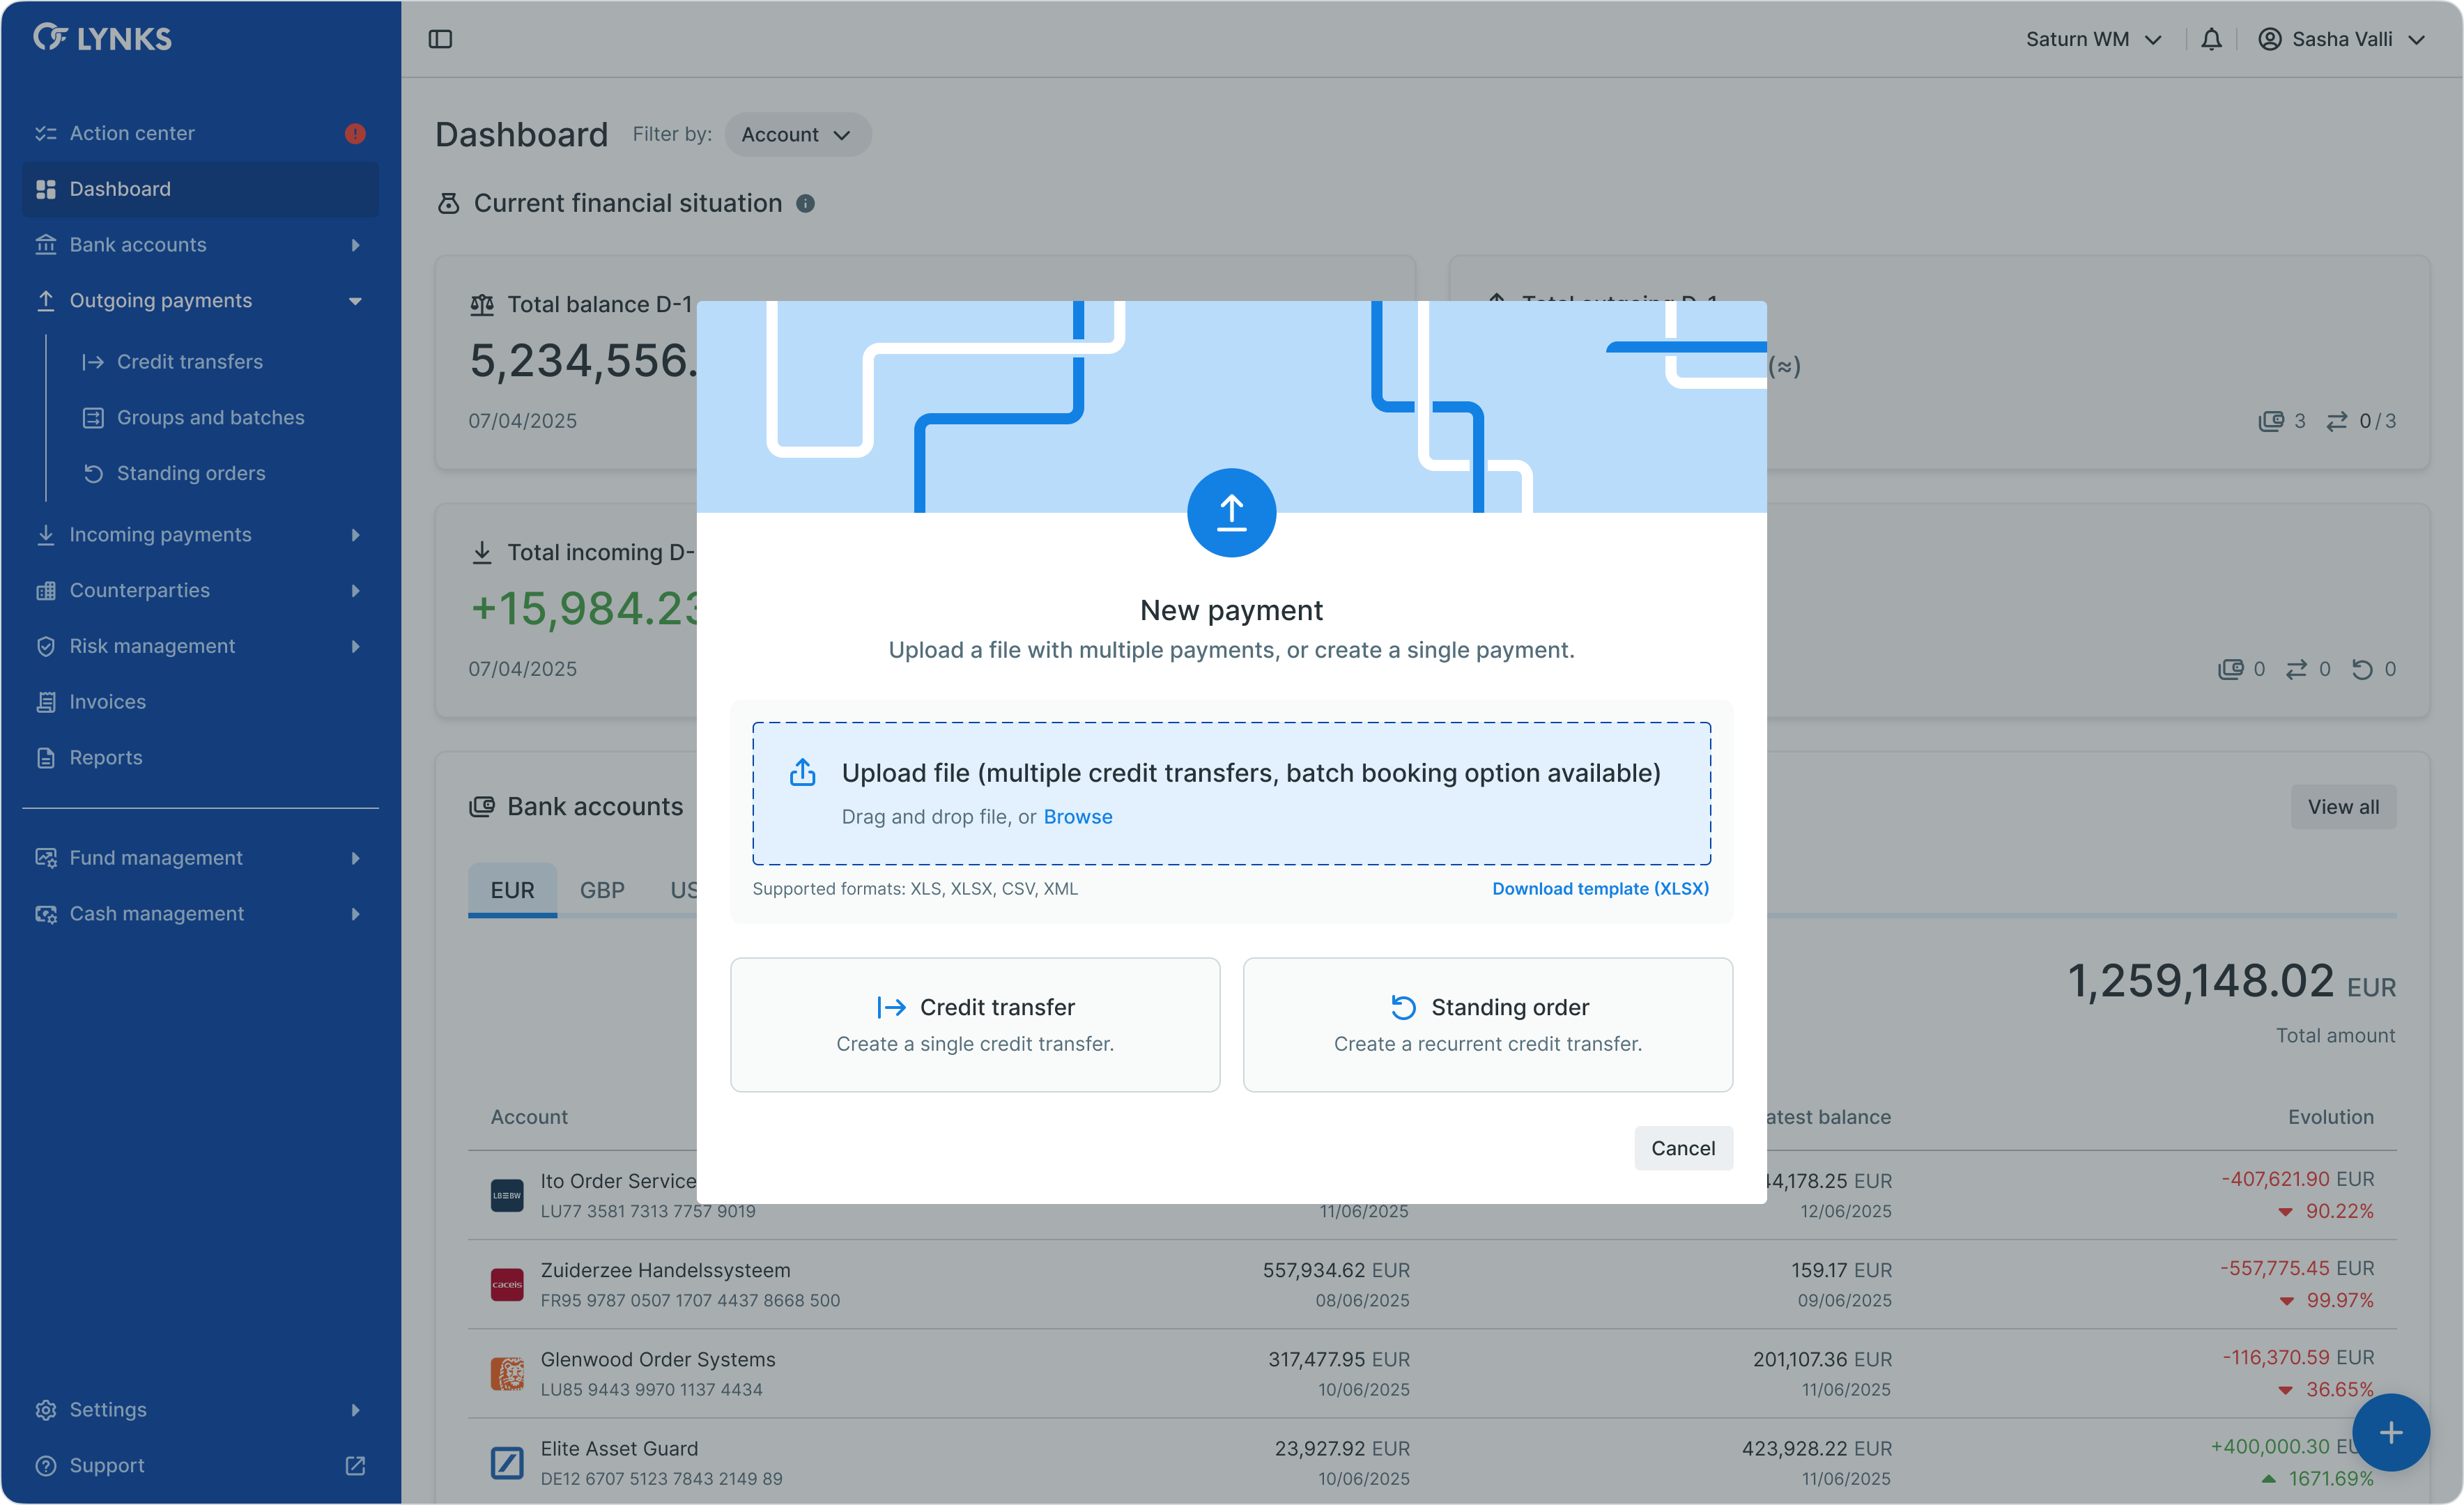 LYNKS
Saturn WM
Sasha Valli
Action center
Dashboard
Bank accounts
Outgoing payments
Credit transfers
Groups and batches
Standing orders
Incoming payments
Counterparties
Risk management
Invoices
Reports
Fund management
Cash management
Settings
Support
Dashboard
Filter by:
Account
Current financial situation
Total balance D-1
5,234,556.
07/04/2025
Total outgoing D-1
(≈)
3
0/3
Total incoming D-
+15,984.23
07/04/2025
0
0
0
New payment
Upload a file with multiple payments, or create a single payment.
Upload file (multiple credit transfers, batch booking option available)
Drag and drop file, or Browse
Supported formats: XLS, XLSX, CSV, XML
Download template (XLSX)
Credit transfer
Create a single credit transfer.
Standing order
Create a recurrent credit transfer.
Cancel
Bank accounts
View all
EUR
GBP
US
1,259,148.02 EUR
Total amount
Account
atest balance
Evolution
LBBW
Ito Order Service
LU77 3581 7313 7757 9019
11/06/2025
44,178.25 EUR
12/06/2025
-407,621.90 EUR
90.22%
caceis
Zuiderzee Handelssysteem
FR95 9787 0507 1707 4437 8668 500
557,934.62 EUR
08/06/2025
159.17 EUR
09/06/2025
-557,775.45 EUR
99.97%
Glenwood Order Systems
LU85 9443 9970 1137 4434
317,477.95 EUR
10/06/2025
201,107.36 EUR
11/06/2025
-116,370.59 EUR
36.65%
Elite Asset Guard
DE12 6707 5123 7843 2149 89
23,927.92 EUR
10/06/2025
423,928.22 EUR
11/06/2025
+400,000.30 EU
1671.69%